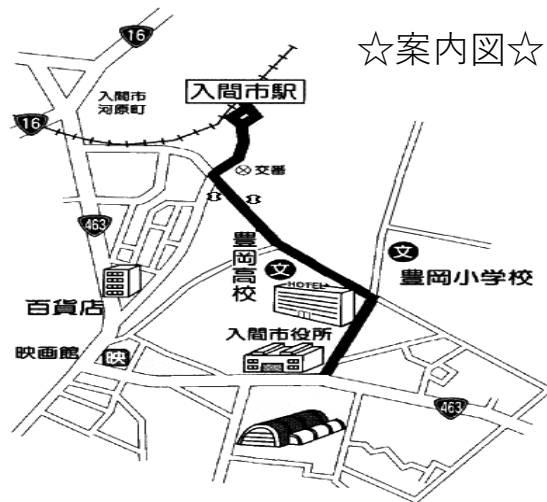 ☆案内図☆
16
入間市
河原町
入間市駅
16
交番
463
豊岡高校
文
文
豊岡小学校
HOTEL
百貨店
入間市役所
映画館
映
463